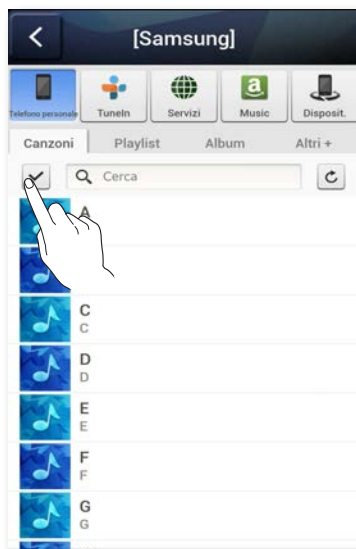 [Samsung]
Telefono personale TuneIn Servizi Music Disposit.
Canzoni Playlist Album Altri +
Cerca
A
C
C
D
D
E
E
F
F
G
G